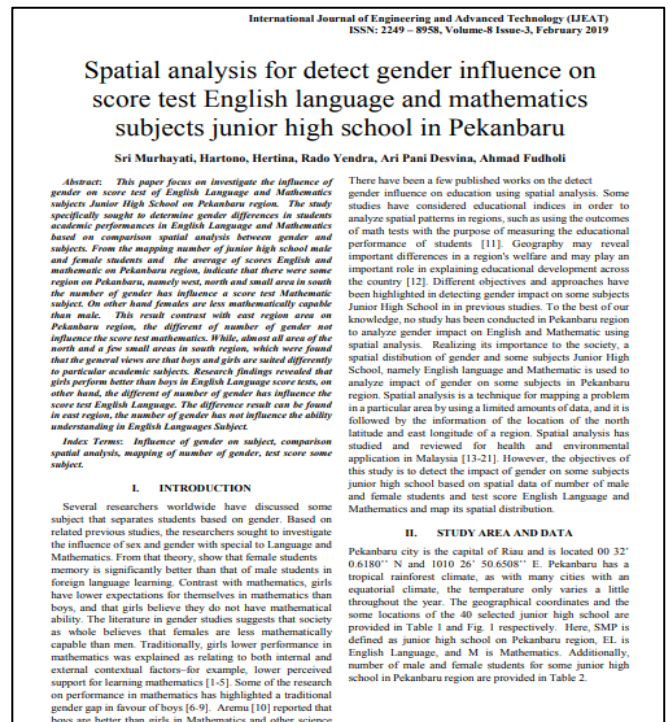 International Journal of Engineering and Advanced Technology (IJEAT)
ISSN: 2249 – 8958, Volume-8 Issue-3, February 2019
Spatial analysis for detect gender influence on
score test English language and mathematics
subjects junior high school in Pekanbaru
Sri Murhayati, Hartono, Hertina, Rado Yendra, Ari Pani Desvina, Ahmad Fudholi
Abstract: This paper focus on investigate the influence of
gender on score test of English Language and Mathematics
subjects Junior High School on Pekanbaru region. The study
specifically sought to determine gender differences in students
academic performances in English Language and Mathematics
based on comparison spatial analysis between gender and
subjects. From the mapping number of junior high school male
and female students and the average of scores English and
mathematic on Pekanbaru region, indicate that there were some
region on Pekanbaru, namely west, north and small area in south
the number of gender has influence a score test Mathematic
subject. On other hand females are less mathematically capable
than male. This result contrast with east region area on
Pekanbaru region, the different of number of gender not
influence the score test mathematics. While, almost all area of the
north and a few small areas in south region, which were found
that the general views are that boys and girls are suited differently
to particular academic subjects. Research findings revealed that
girls perform better than boys in English Language score tests, on
other hand, the different of number of gender has influence the
score test English Language. The difference result can be found
in east region, the number of gender has not influence the ability
understanding in English Languages Subject.
Index Terms: Influence of gender on subject, comparison
spatial analysis, mapping of number of gender, test score some
subject.
I. INTRODUCTION
Several researchers worldwide have discussed some
subject that separates students based on gender. Based on
related previous studies, the researchers sought to investigate
the influence of sex and gender with special to Language and
Mathematics. From that theory, show that female students
memory is significantly better than that of male students in
foreign language learning. Contrast with mathematics, girls
have lower expectations for themselves in mathematics than
boys, and that girls believe they do not have mathematical
ability. The literature in gender studies suggests that society
as whole believes that females are less mathematically
capable than men. Traditionally, girls lower performance in
mathematics was explained as relating to both internal and
external contextual factors–for example, lower perceived
support for learning mathematics [1-5]. Some of the research
on performance in mathematics has highlighted a traditional
gender gap in favour of boys [6-9]. Aremu [10] reported that
boys are better than girls in Mathematics and other science
There have been a few published works on the detect
gender influence on education using spatial analysis. Some
studies have considered educational indices in order to
analyze spatial patterns in regions, such as using the outcomes
of math tests with the purpose of measuring the educational
performance of students [11]. Geography may reveal
important differences in a region's welfare and may play an
important role in explaining educational development across
the country [12]. Different objectives and approaches have
been highlighted in detecting gender impact on some subjects
Junior High School in previous studies. To the best of our
knowledge, no study has been conducted in Pekanbaru region
to analyze gender impact on English and Mathematic using
spatial analysis. Realizing its importance to the society, a
spatial distibution of gender and some subjects Junior High
School, namely English language and Mathematic is used to
analyze impact of gender on some subjects in Pekanbaru
region. Spatial analysis is a technique for mapping a problem
in a particular area by using a limited amounts of data, and it is
followed by the information of the location of the north
latitude and east longitude of a region. Spatial analysis has
studied and reviewed for health and environmental
application in Malaysia [13-21]. However, the objectives of
this study is to detect the impact of gender on some subjects
junior high school based on spatial data of number of male
and female students and test score English Language and
Mathematics and map its spatial distribution.
II. STUDY AREA AND DATA
Pekanbaru city is the capital of Riau and is located 00 32’
0.6180’’ N and 1010 26’ 50.6508’’ E. Pekanbaru has a
tropical rainforest climate, as with many cities with an
equatorial climate, the temperature only varies a little
throughout the year. The geographical coordinates and the
some locations of the 40 selected junior high school are
provided in Table I and Fig. 1 respectively. Here, SMP is
defined as junior high school on Pekanbaru region, EL is
English Language, and M is Mathematics. Additionally,
number of male and female students for some junior high
school in Pekanbaru region are provided in Table 2.